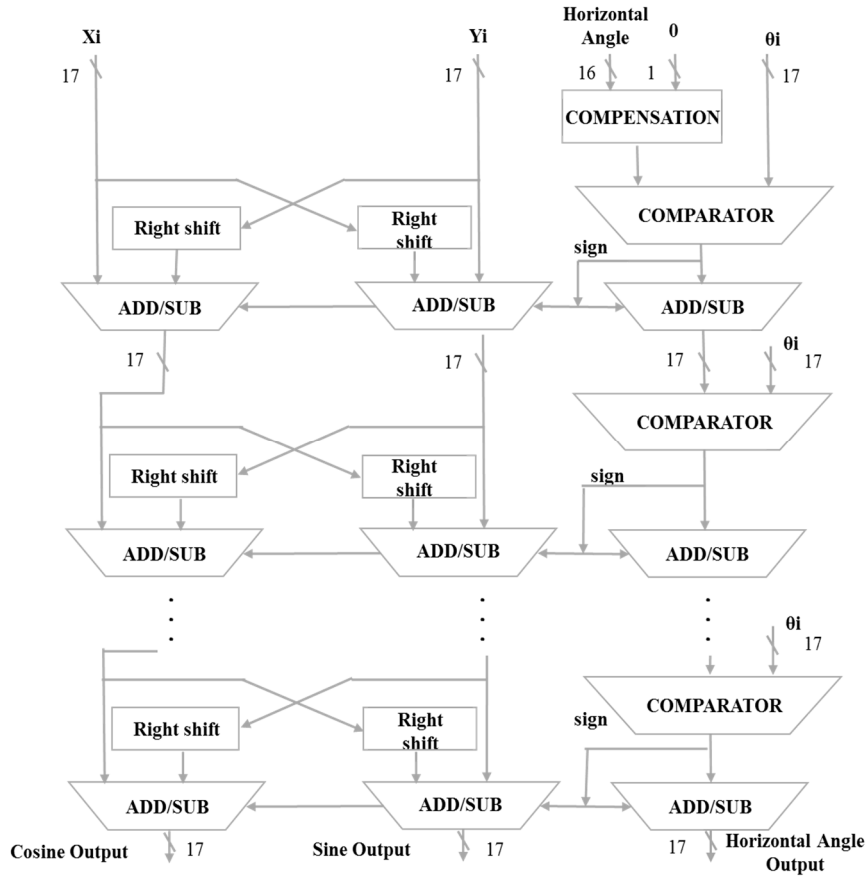 Xi
Yi
Horizontal
Angle
0
θi
17
17
16
1
17
COMPENSATION
COMPARATOR
Right shift
Right
shift
sign
ADD/SUB
ADD/SUB
ADD/SUB
17
17
17
θi
17
COMPARATOR
Right shift
Right
shift
sign
ADD/SUB
ADD/SUB
ADD/SUB
θi
17
COMPARATOR
Right shift
Right
shift
sign
ADD/SUB
ADD/SUB
ADD/SUB
Cosine Output
17
Sine Output
17
17
Horizontal Angle
Output